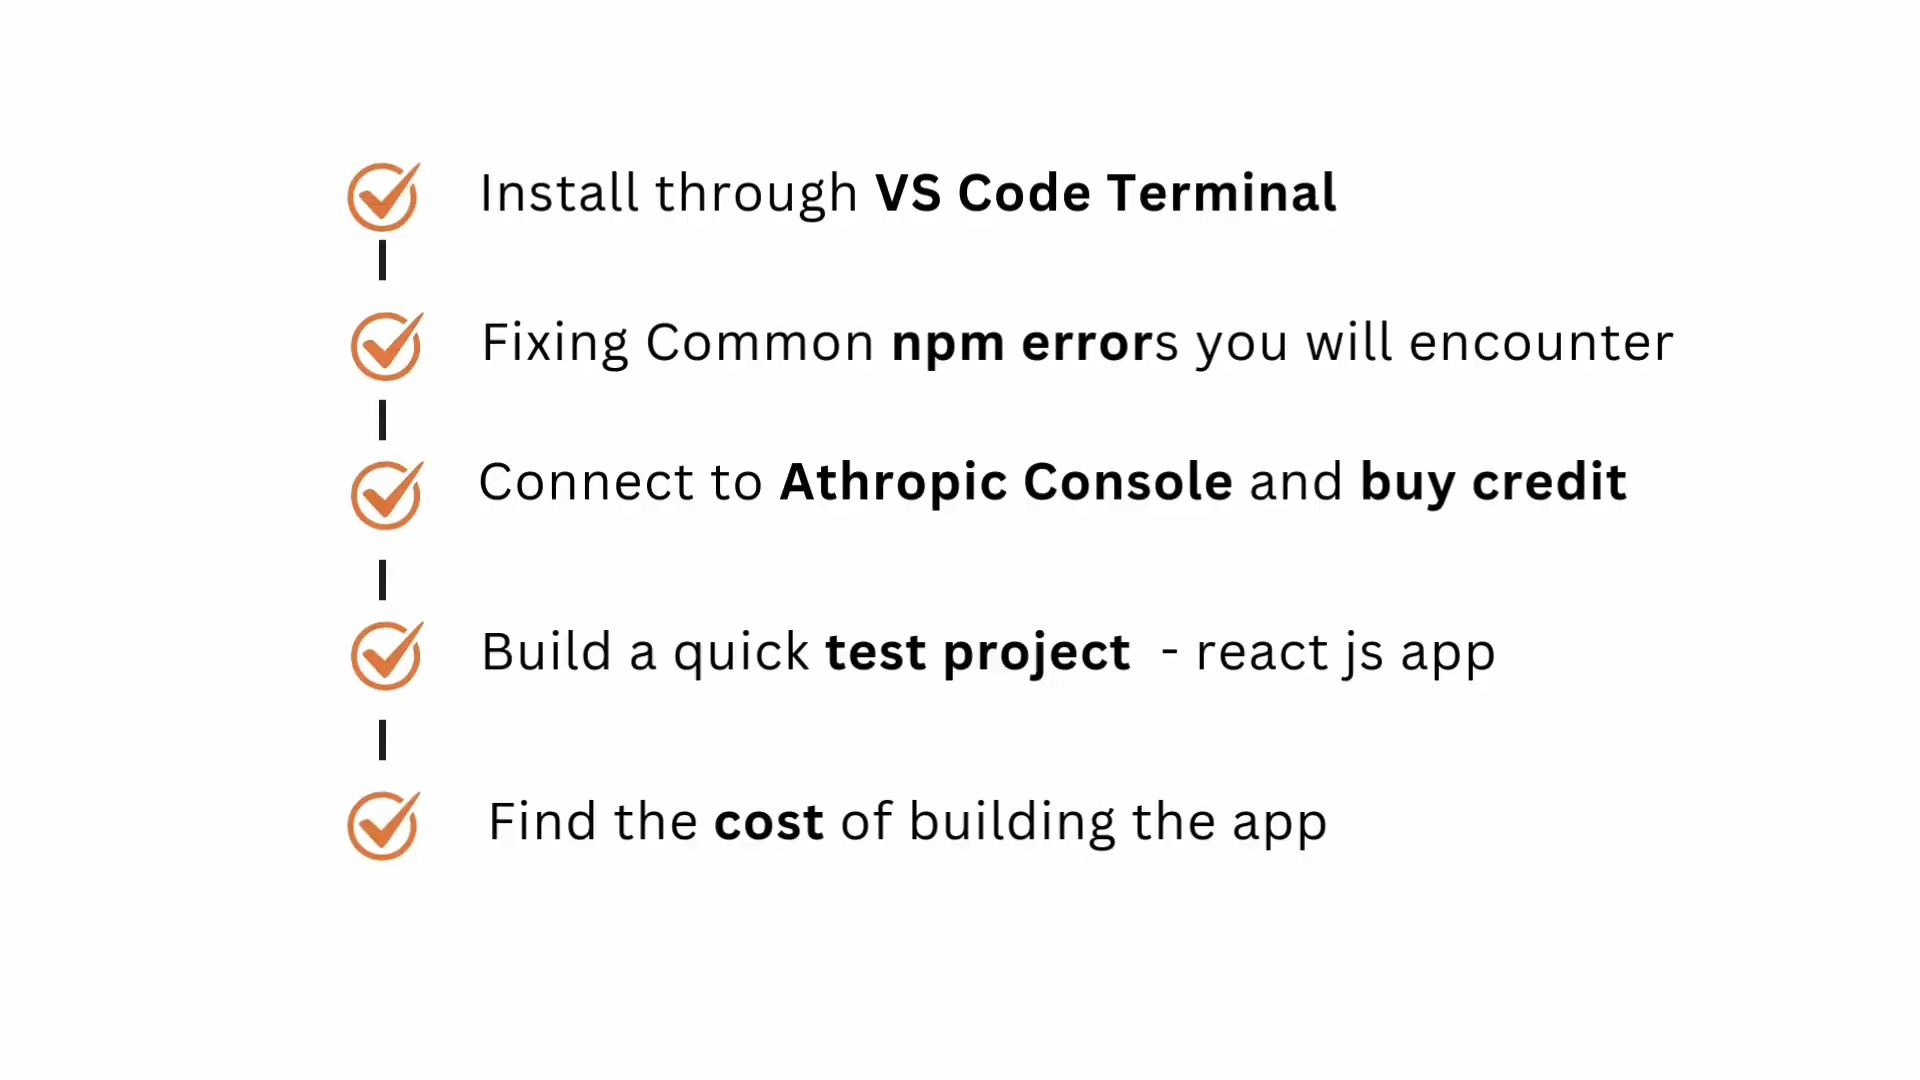 Install through VS Code Terminal
Fixing Common npm errors you will encounter
Connect to Athropic Console and buy credit
Build a quick test project - react js app
Find the cost of building the app